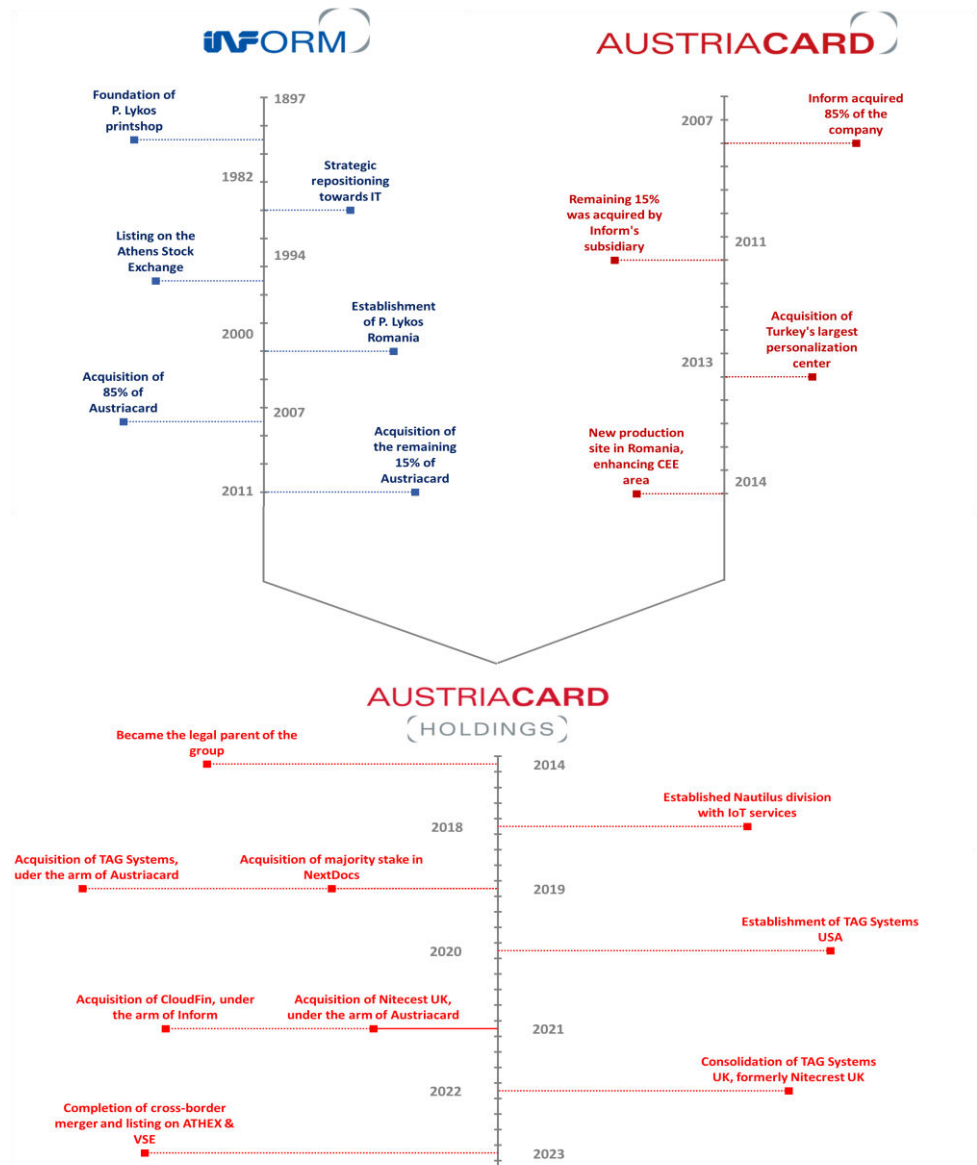 INFORM
AUSTRIACARD
1897
Foundation of
P. Lykos
printshop
1982
Strategic
repositioning
towards IT
Listing on the
Athens Stock
Exchange
1994
Establishment
of P. Lykos
Romania
2000
Acquisition of
85% of
Austriacard
2007
Acquisition of
the remaining
15% of
Austriacard
2011
2007
Inform acquired
85% of the
company
Remaining 15%
was acquired by
Inform's
subsidiary
2011
Acquisition of
Turkey's largest
personalization
center
2013
New production
site in Romania,
enhancing CEE
area
2014
AUSTRIACARD
HOLDINGS
Became the legal parent of the
group
2014
Established Nautilus division
with IoT services
2018
Acquisition of TAG Systems,
uder the arm of Austriacard
Acquisition of majority stake in
NextDocs
2019
Establishment of TAG Systems
USA
2020
Acquisition of CloudFin, under
the arm of Inform
Acquisition of Nitecest UK,
under the arm of Austriacard
2021
Consolidation of TAG Systems
UK, formerly Nitecrest UK
2022
Completion of cross-border
merger and listing on ATHEX &
VSE
2023